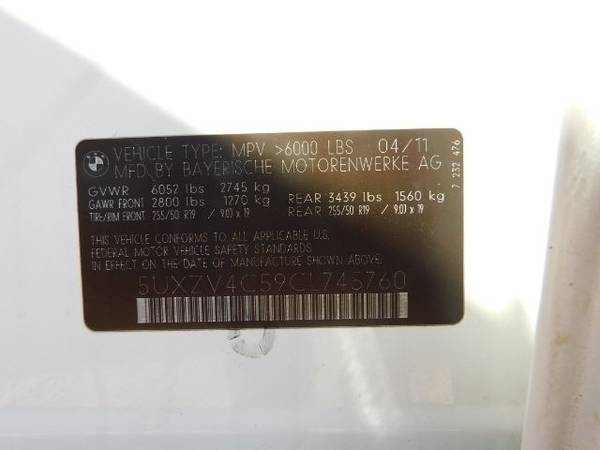 BMW
VEHICLE TYPE: MPV >6000 LBS 04/11
MFD BY BAYERISCHE MOTORENWERKE AG
GVWR 6052 lbs 2745 kg
GAWR FRONT 2800 lbs 1270 kg REAR 3439 lbs 1560 kg
TIRE/RIM FRONT 255/50 R19 / 9.0J x 19 REAR 255/50 R19 / 9.0J x 19
THIS VEHICLE CONFORMS TO ALL APPLICABLE U.S.
FEDERAL MOTOR VEHICLE SAFETY STANDARDS
IN EFFECT ON THE DATE OF MANUFACTURE SHOWN ABOVE.
5UXZV4C59CL745760
7 232 476